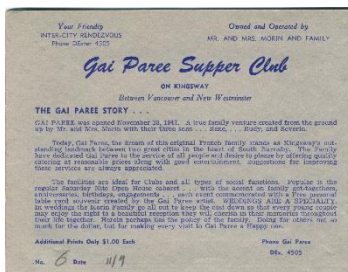 Your Friendly
INTER-CITY RENDEZVOUS
Phone DExter 4505
Owned and Operated by
MR. AND MRS. MORIN AND FAMILY
Gai Paree Supper Club
ON KINGSWAY
Between Vancouver and New Westminster
THE GAI PAREE STORY . . .
GAI PAREE was opened November 28, 1947. A true family venture created from the ground
up by Mr. and Mrs. Morin with their three sons . . . Rene, . . . Rudy, and Severin.
Today, Gai Paree, the dream of this original French family stands as Kingsway's out-
standing landmark between two great cities in the heart of South Burnaby. The Family
have dedicated Gai Paree to the service of all people and desire to please by offering quality
catering at reasonable prices along with good entertainment. Suggestions for improving
these services are always appreciated.
The facilities are ideal for Clubs and all types of social functions. Popular is the
regular Saturday Nite Open House cabaret . . . with the accent on family get-togethers,
anniversaries, birthdays, engagements . . . each event commemorated with a free personal
table card souvenir created by the Gai Paree artist. WEDDINGS ARE A SPECIALITY.
In weddings the Morin Family go all out to keep the cost down so that every young couple
may enjoy the right to a beautiful reception they will cherish in their memories throughout
their life together. Morin perhaps has the policy of the family. Doing for others not as
much for the dollar, but for making every visit to Gai Paree a Happy one.
Additional Prints Only $1.00 Each
Phone Gai Paree
DEx. 4505
No. 6 Date 11/9